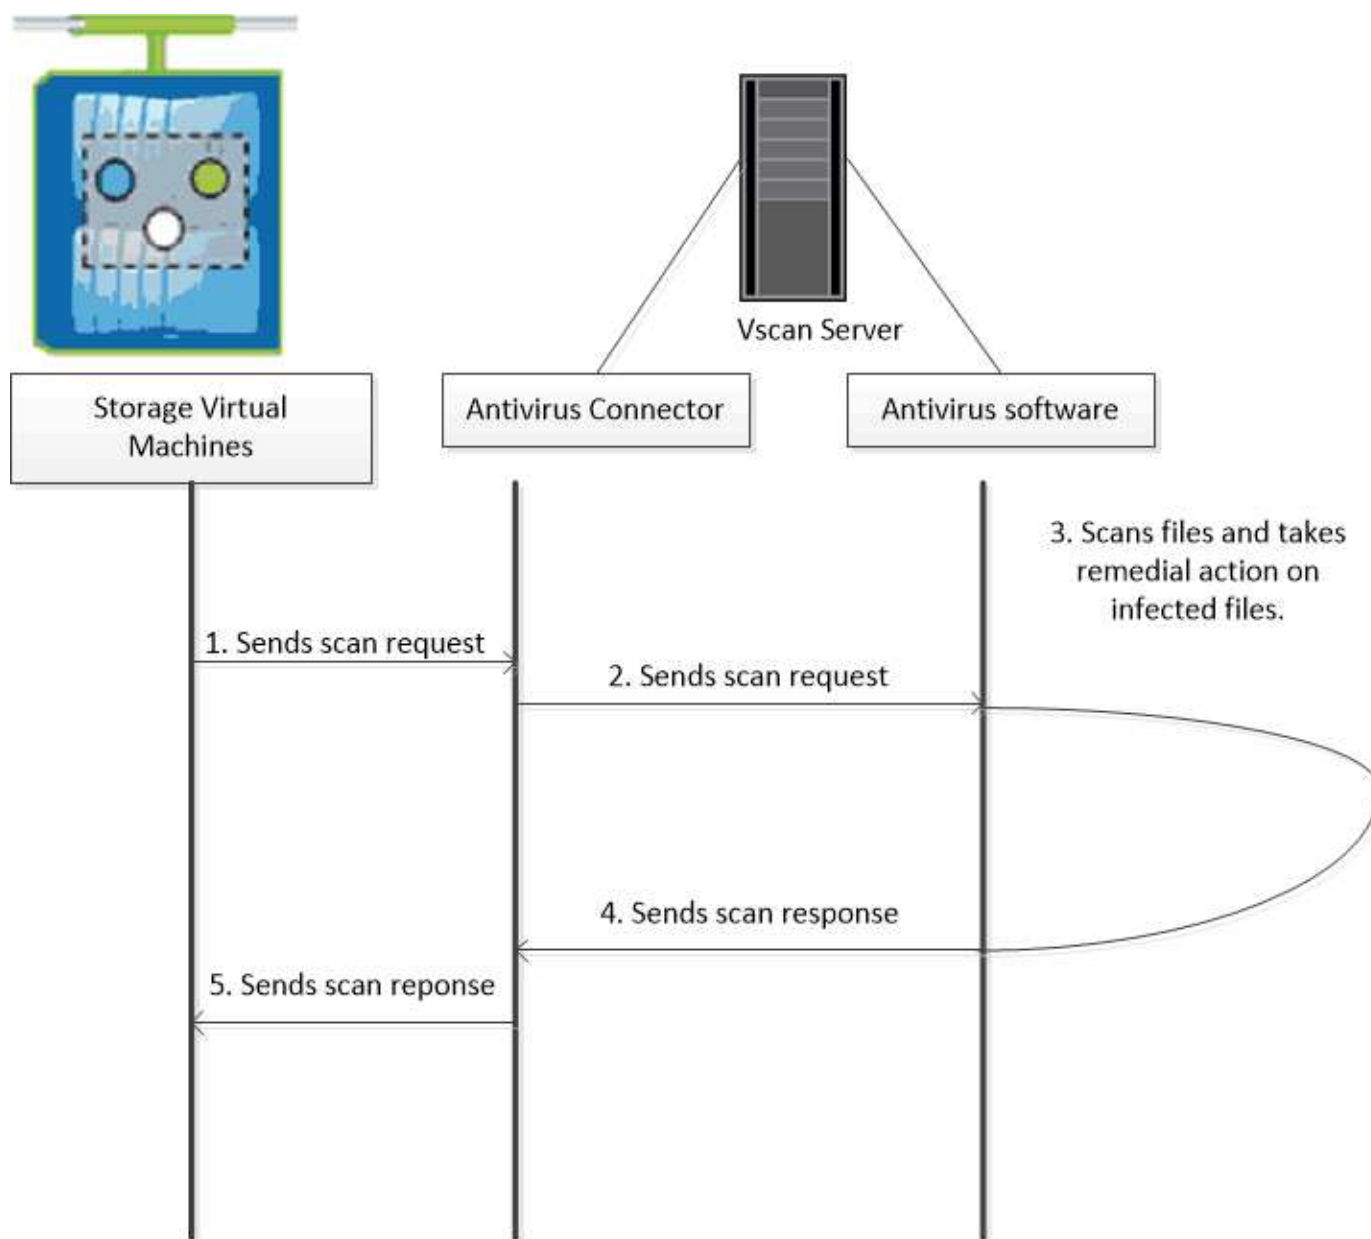 Vscan Server
Storage Virtual
Machines
Antivirus Connector
Antivirus software
3. Scans files and takes
remedial action on
infected files.
1. Sends scan request
2. Sends scan request
4. Sends scan response
5. Sends scan reponse